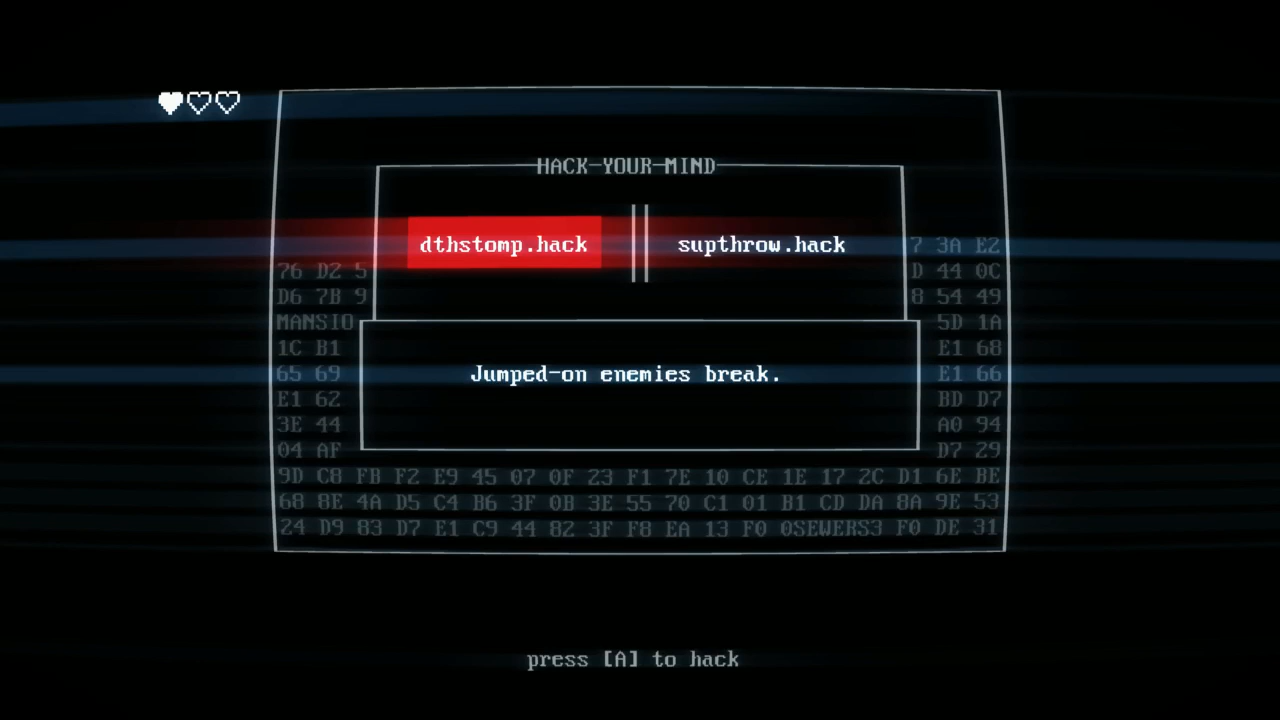 HACK-YOUR-MIND
dthstomp.hack supthrow.hack 7 3A E2
76 D2 5 D 44 0C
D6 7B 9 8 54 49
MANSIO 5D 1A
1C B1 E1 68
65 69 Jumped-on enemies break. E1 66
E1 62 BD D7
3E 44 A0 94
04 AF D7 29
9D C8 FB F2 E9 45 07 0F 23 F1 7E 10 CE 1E 17 2C D1 6E BE
68 8E 4A D5 C4 B6 3F 0B 3E 55 70 C1 01 B1 CD DA 8A 9E 53
24 D9 83 D7 E1 C9 44 82 3F F8 EA 13 F0 0SEWERS3 F0 DE 31
press [A] to hack